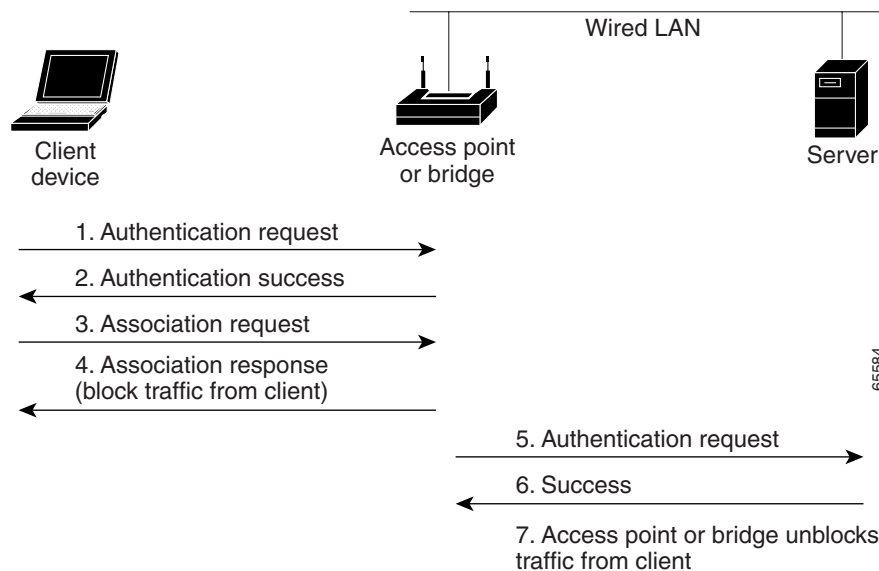 Wired LAN
Client
device
Access point
or bridge
Server
1. Authentication request
2. Authentication success
3. Association request
4. Association response
(block traffic from client)
65584
5. Authentication request
6. Success
7. Access point or bridge unblocks
traffic from client